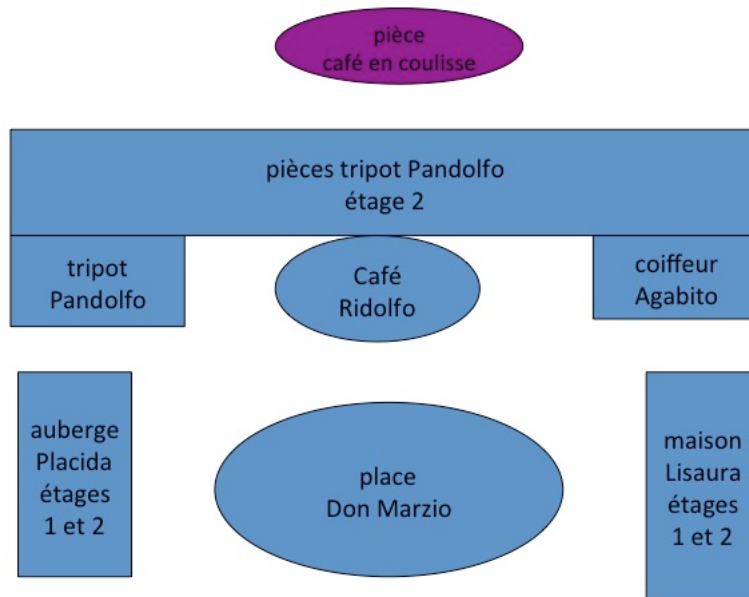 pièce
café en coulisse
pièces tripot Pandolfo
étage 2
tripot
Pandolfo
Café
Ridolfo
coiffeur
Agabito
auberge
Placida
étages
1 et 2
place
Don Marzio
maison
Lisaura
étages
1 et 2